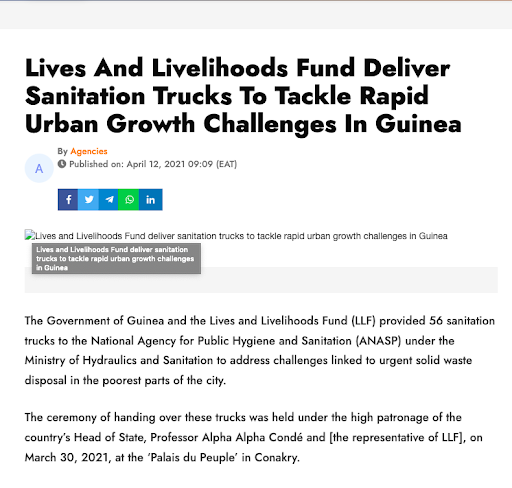 Lives And Livelihoods Fund Deliver
Sanitation Trucks To Tackle Rapid
Urban Growth Challenges In Guinea
A
By Agencies
Published on: April 12, 2021 09:09 (EAT)
Lives and Livelihoods Fund deliver sanitation trucks to tackle rapid urban growth challenges in Guinea
Lives and Livelihoods Fund deliver sanitation
trucks to tackle rapid urban growth challenges
in Guinea
The Government of Guinea and the Lives and Livelihoods Fund (LLF) provided 56 sanitation
trucks to the National Agency for Public Hygiene and Sanitation (ANASP) under the
Ministry of Hydraulics and Sanitation to address challenges linked to urgent solid waste
disposal in the poorest parts of the city.
The ceremony of handing over these trucks was held under the high patronage of the
country's Head of State, Professor Alpha Alpha Condé and [the representative of LLF], on
March 30, 2021, at the 'Palais du Peuple' in Conakry.